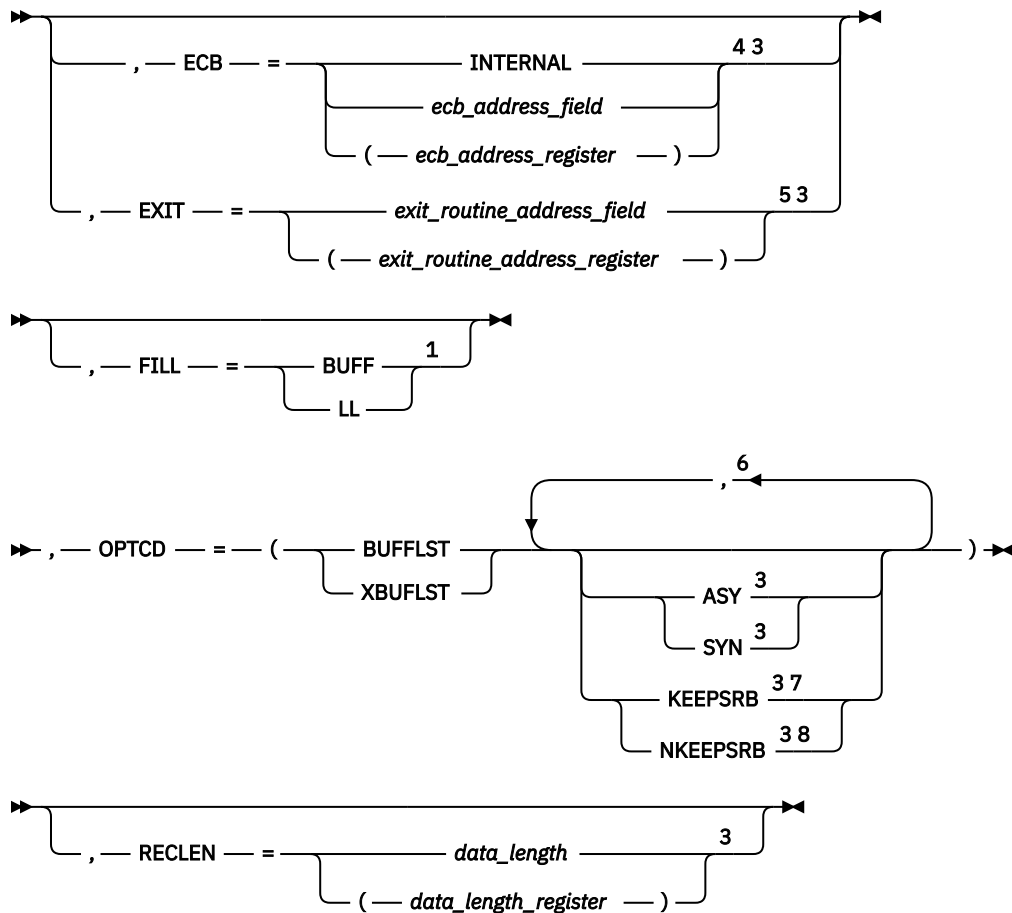 , ECB = INTERNAL 4 3
ecb_address_field
( ecb_address_register )
, EXIT = exit_routine_address_field 5 3
( exit_routine_address_register )
, FILL = BUFF 1
LL
, 6
, OPTCD = ( BUFFLST )
XBUFLST
ASY 3
SYN 3
KEEPSRB 3 7
NKEEPSRB 3 8
, RECLEN = data_length 3
( data_length_register )